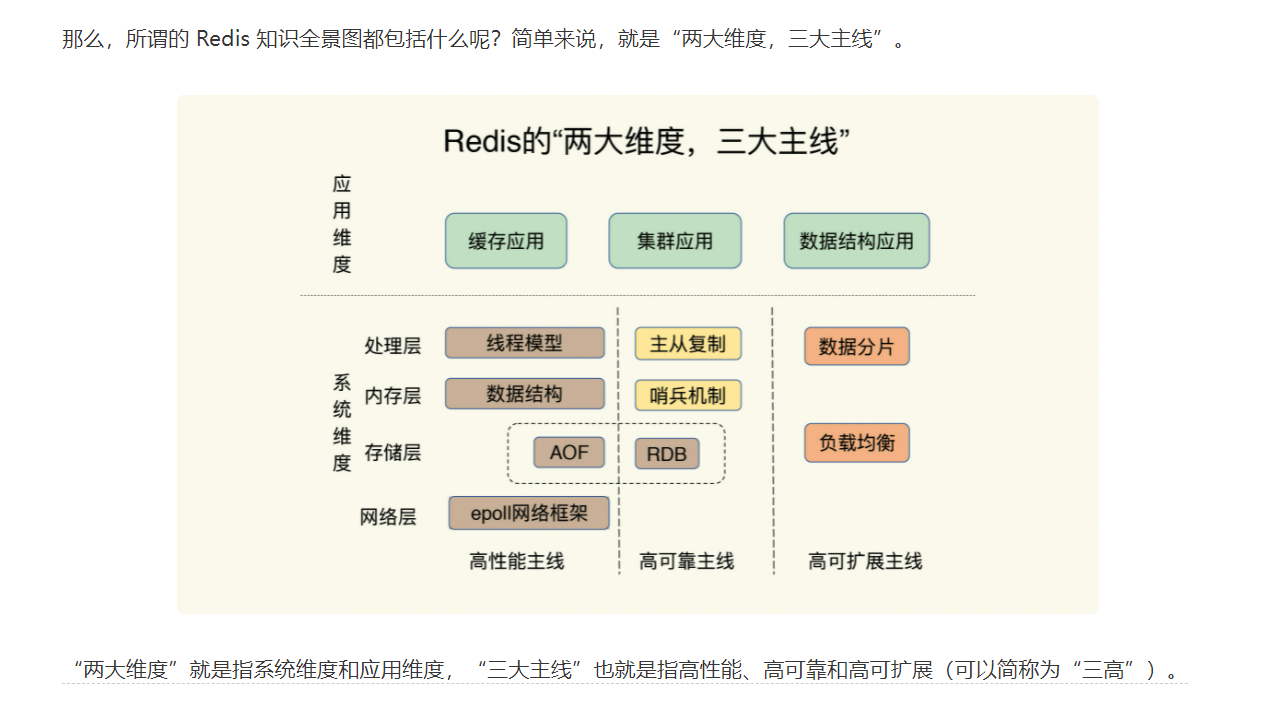 那么，所谓的 Redis 知识全景图都包括什么呢？简单来说，就是“两大维度，三大主线”。
Redis的“两大维度，三大主线”
应用维度
缓存应用 集群应用 数据结构应用
系统维度
处理层 线程模型 主从复制 数据分片
内存层 数据结构 哨兵机制
存储层 AOF RDB 负载均衡
网络层 epoll网络框架
高性能主线 高可靠主线 高可扩展主线
“两大维度”就是指系统维度和应用维度，“三大主线”也就是指高性能、高可靠和高可扩展（可以简称为“三高”）。